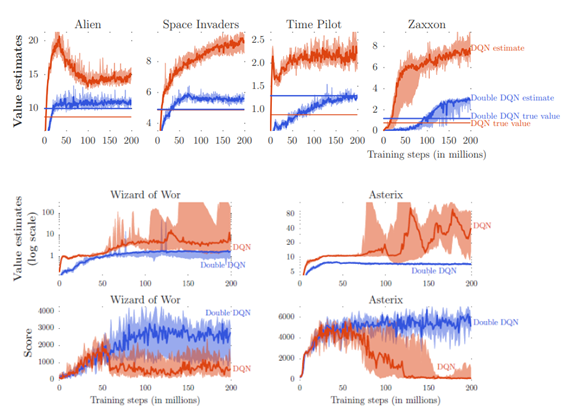 Alien Space Invaders Time Pilot Zaxxon
Value estimates
20
15
10
0 50 100 150 200
8
6
4
0 50 100 150 200
2.5
2.0
1.5
1.0
0 50 100 150 200
8
6
4
2
0
0 50 100 150 200
DQN estimate
Double DQN estimate
Double DQN true value
DQN true value
Training steps (in millions)
Wizard of Wor Asterix
Value estimates
(log scale)
100
10
1
DQN
Double DQN
80
40
20
10
5
DQN
Double DQN
Wizard of Wor Asterix
Score
4000
3000
2000
1000
0
Double DQN
DQN
0 50 100 150 200
Training steps (in millions)
6000
4000
2000
0
Double DQN
DQN
0 50 100 150 200
Training steps (in millions)